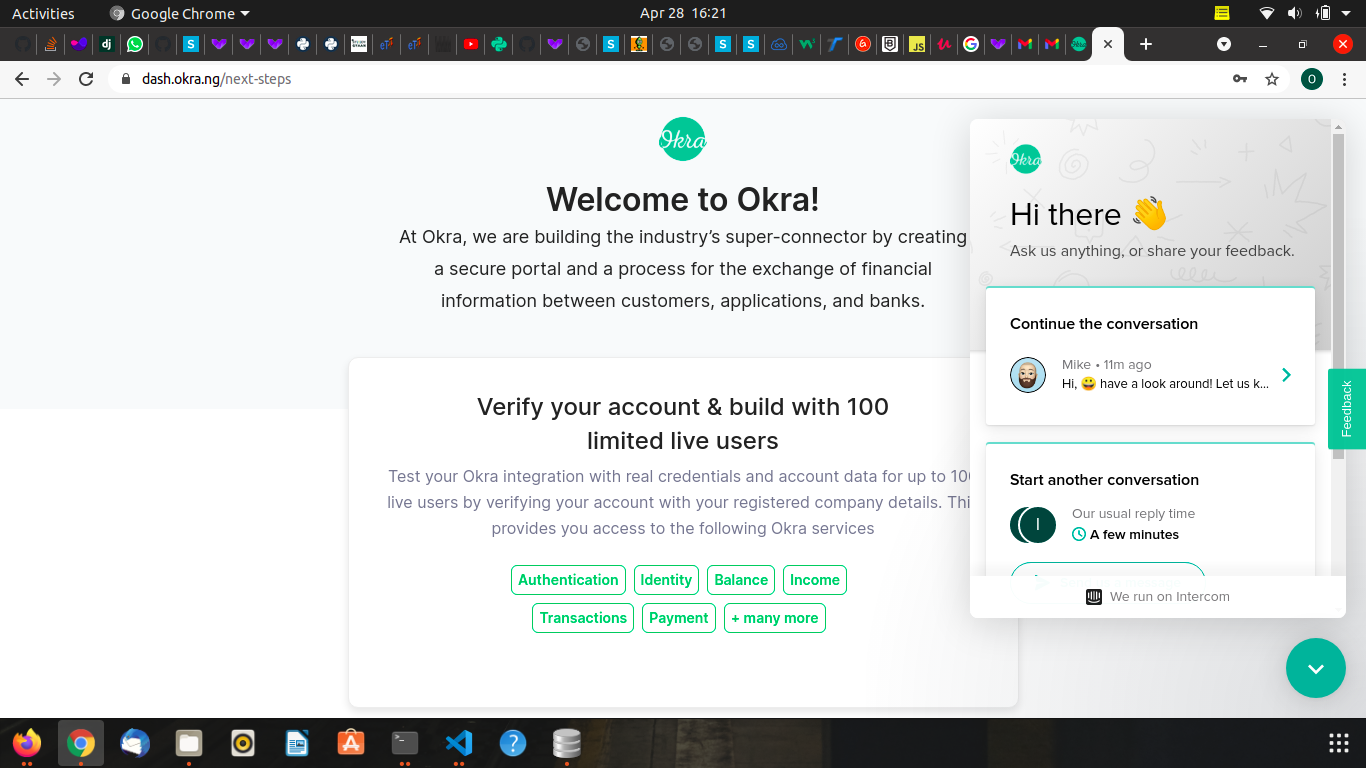 Activities
Google Chrome
Apr 28 16:21
dash.okra.ng/next-steps
O
Okra
Welcome to Okra!
At Okra, we are building the industry’s super-connector by creating
a secure portal and a process for the exchange of financial
information between customers, applications, and banks.
Verify your account & build with 100
limited live users
Test your Okra integration with real credentials and account data for up to 100
live users by verifying your account with your registered company details. Thi
provides you access to the following Okra services
Authentication
Identity
Balance
Income
Transactions
Payment
+ many more
Okra
Hi there 👋
Ask us anything, or share your feedback.
Continue the conversation
Mike • 11m ago
Hi, 😀 have a look around! Let us k...
Feedback
Start another conversation
I
Our usual reply time
A few minutes
We run on Intercom